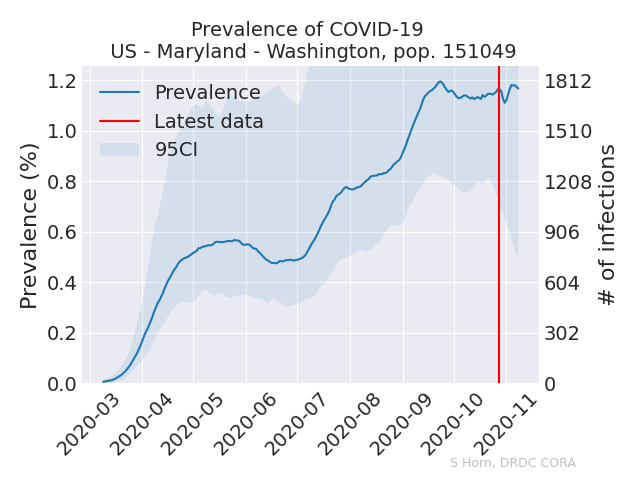 Prevalence of COVID-19
US - Maryland - Washington, pop. 151049
Prevalence
Latest data
95CI
Prevalence (%)
1.2
1.0
0.8
0.6
0.4
0.2
0.0
# of infections
1812
1510
1208
906
604
302
0
2020-03
2020-04
2020-05
2020-06
2020-07
2020-08
2020-09
2020-10
2020-11
S Horn, DRDC CORA